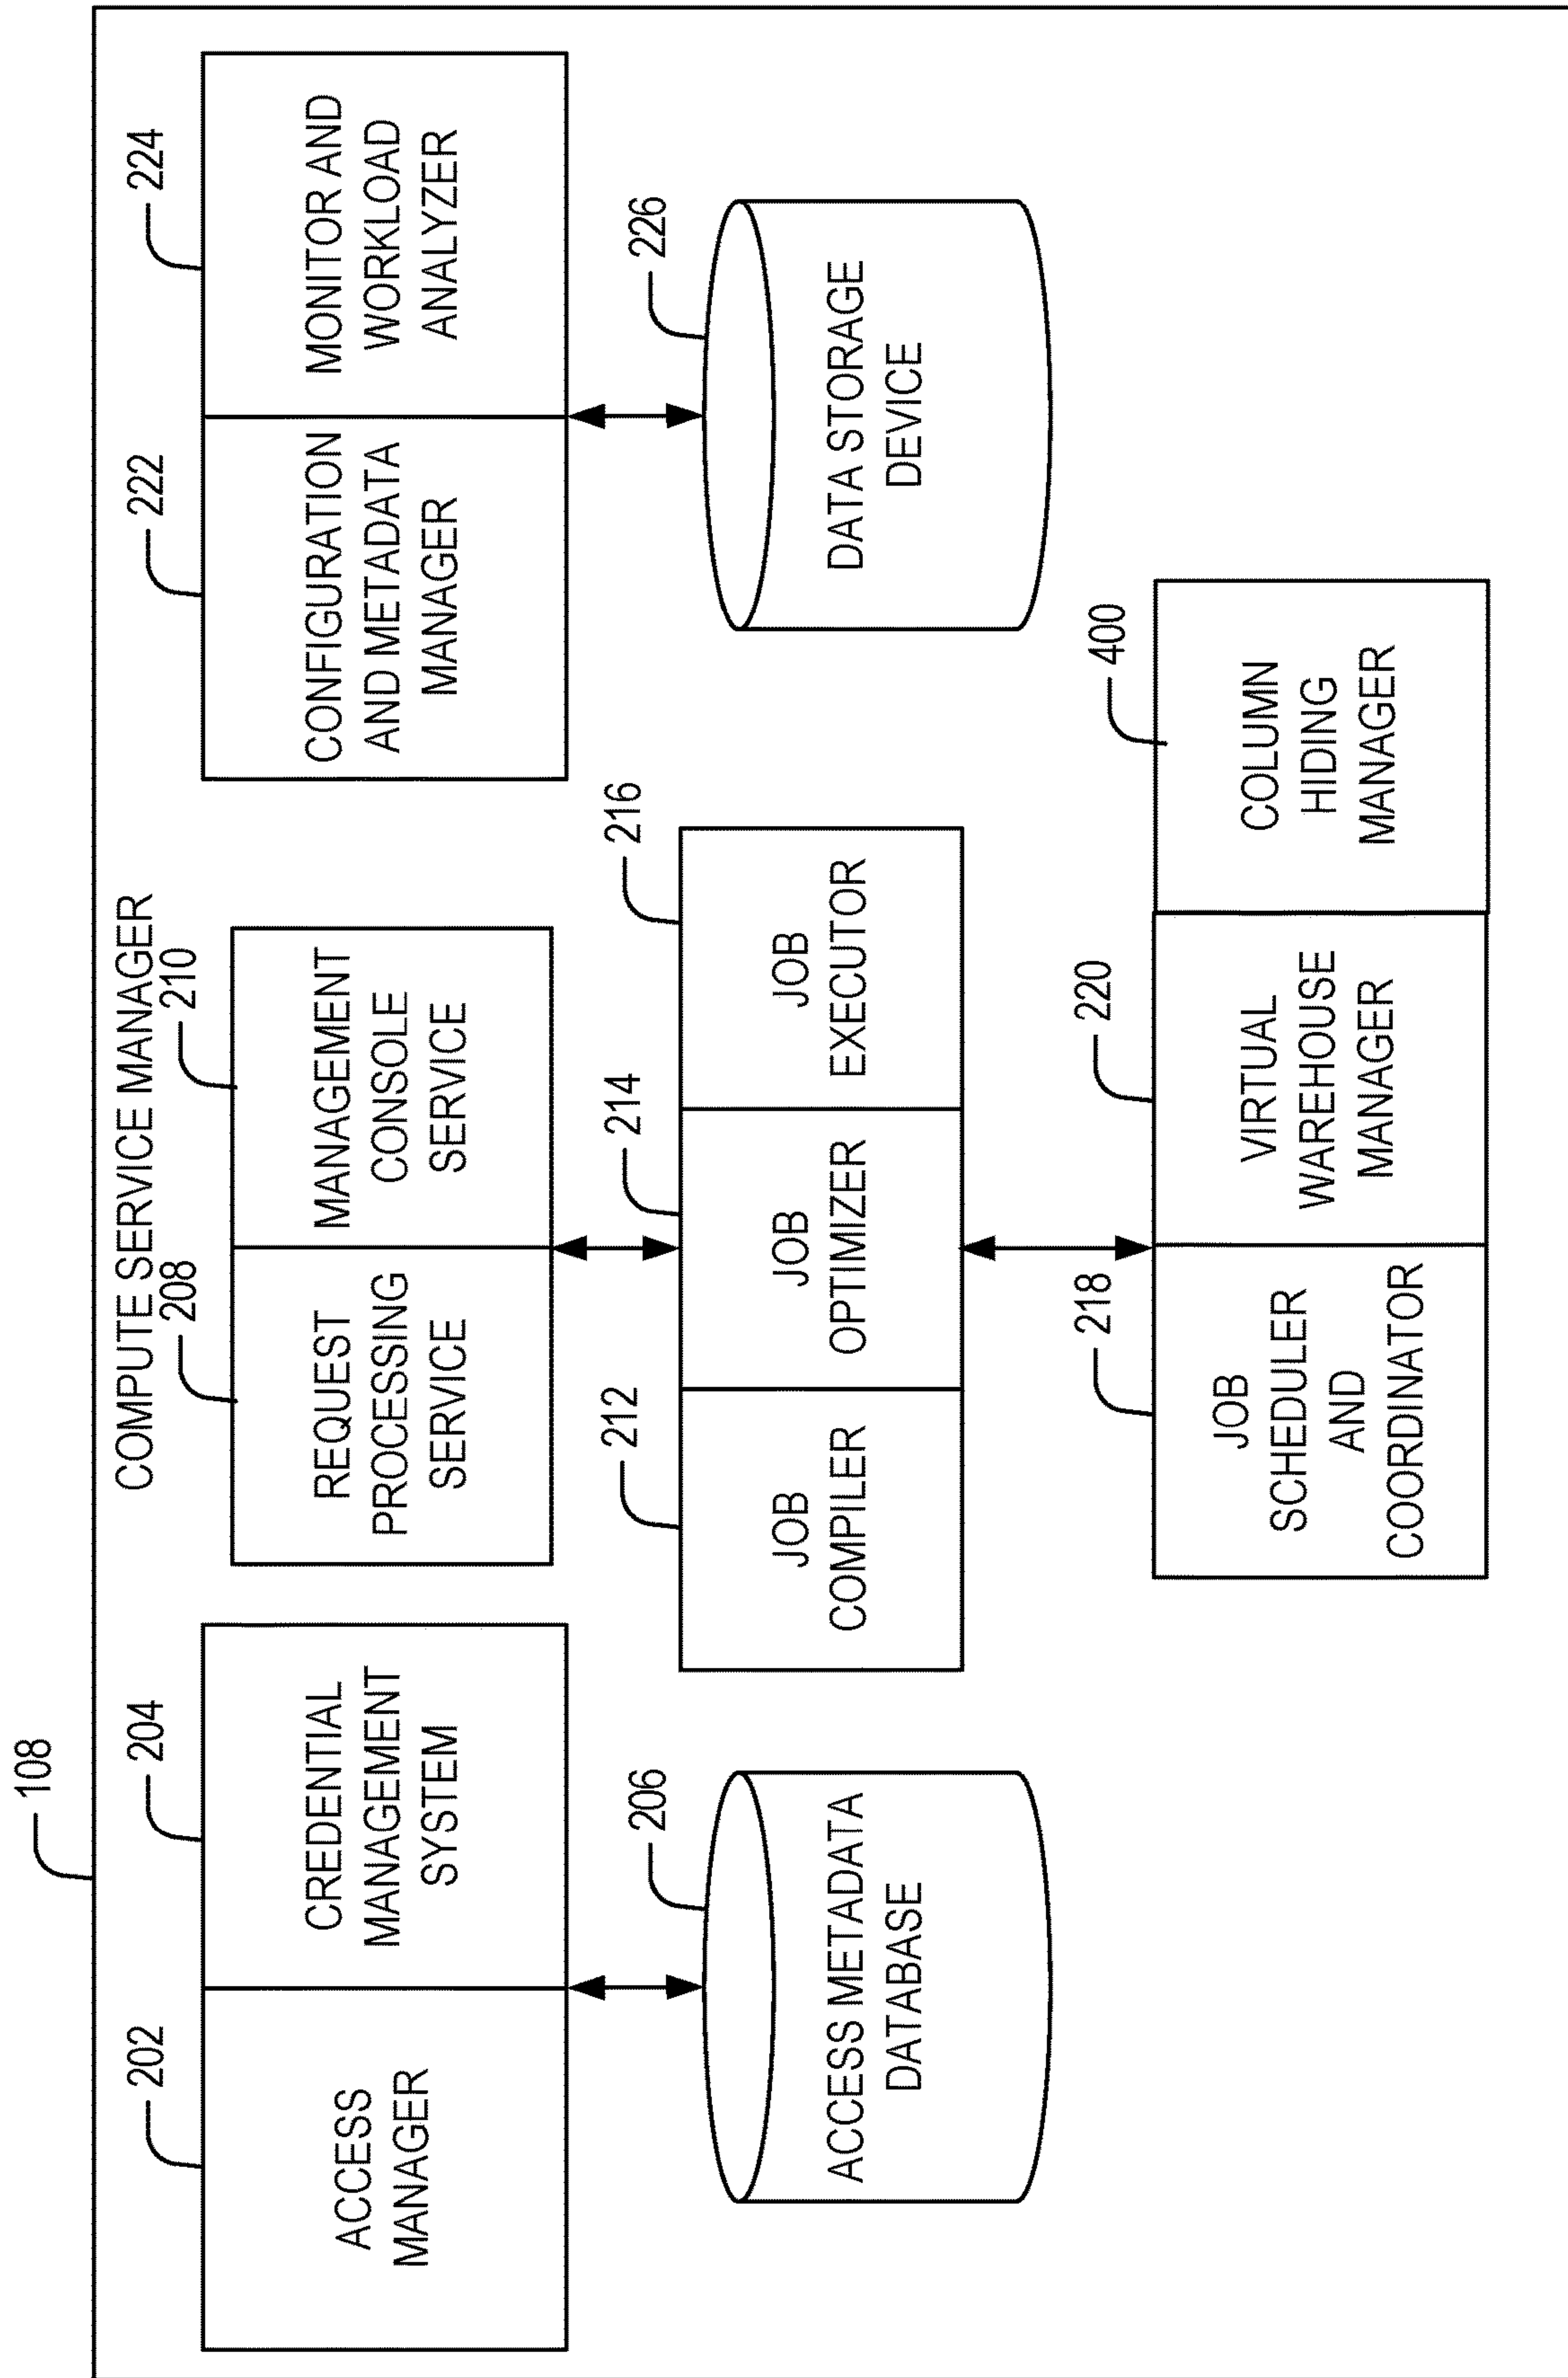 108
COMPUTE SERVICE MANAGER
202
204
208
210
222
224
ACCESS
MANAGER
CREDENTIAL
MANAGEMENT
SYSTEM
REQUEST
PROCESSING
SERVICE
MANAGEMENT
CONSOLE
SERVICE
CONFIGURATION
AND METADATA
MANAGER
MONITOR AND
WORKLOAD
ANALYZER
206
212
214
216
226
ACCESS METADATA
DATABASE
JOB
COMPILER
JOB
OPTIMIZER
JOB
EXECUTOR
DATA STORAGE
DEVICE
218
220
400
JOB
SCHEDULER
AND
COORDINATOR
VIRTUAL
WAREHOUSE
MANAGER
COLUMN
HIDING
MANAGER